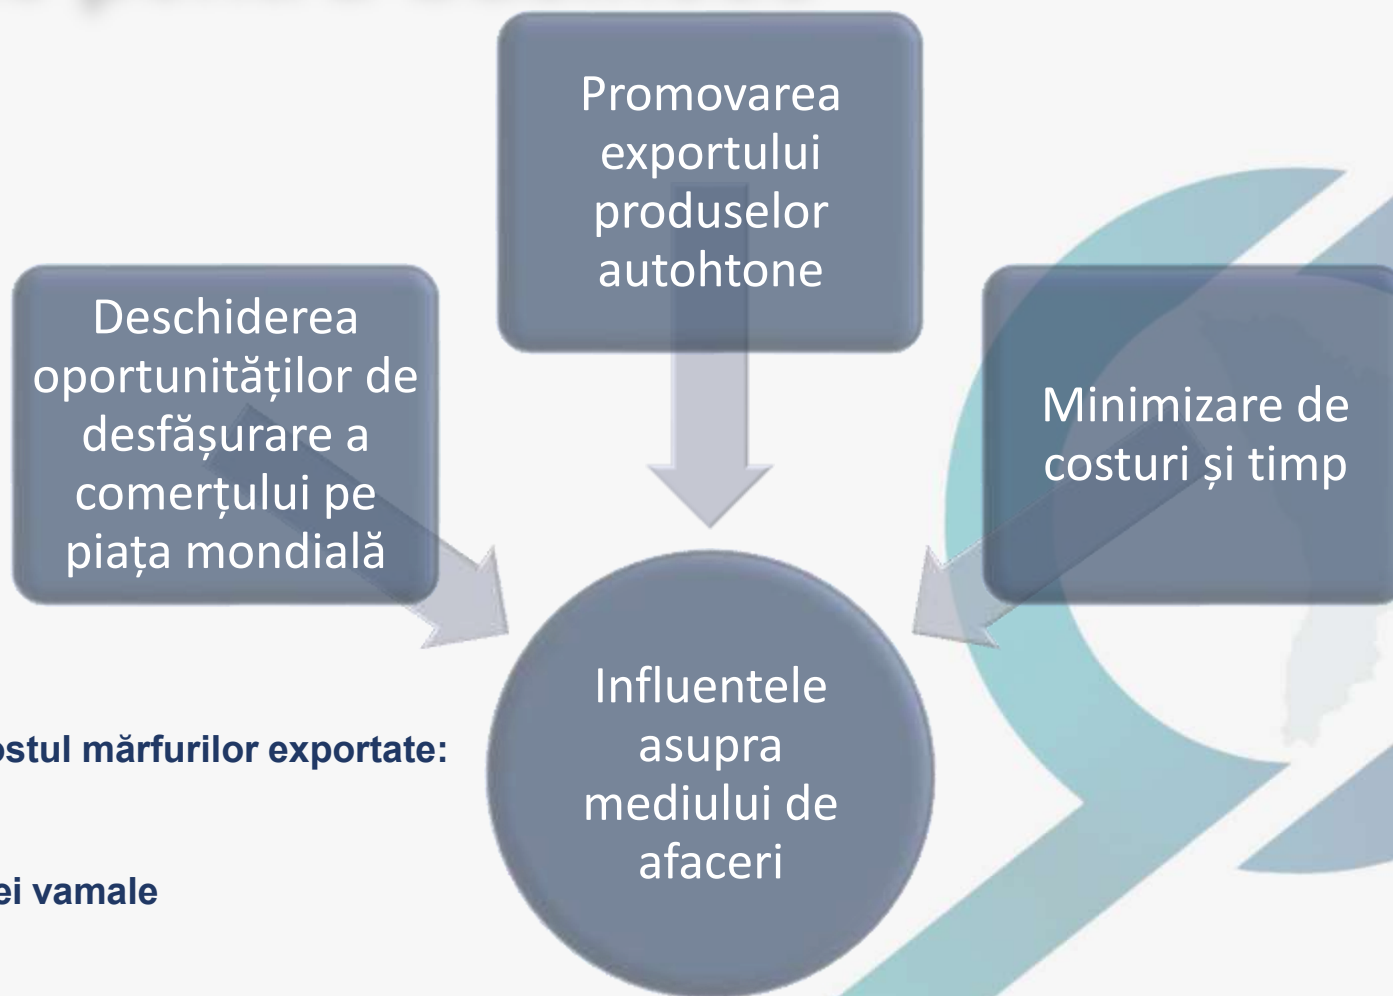 Promovarea
exportului
produselor
autohtone
Deschiderea
oportunităților de
desfășurare a
comerțului pe
piața mondială
Minimizare de
costuri și timp
Influentele
asupra
mediului de
afaceri
ostul mărfurilor exportate:
ei vamale